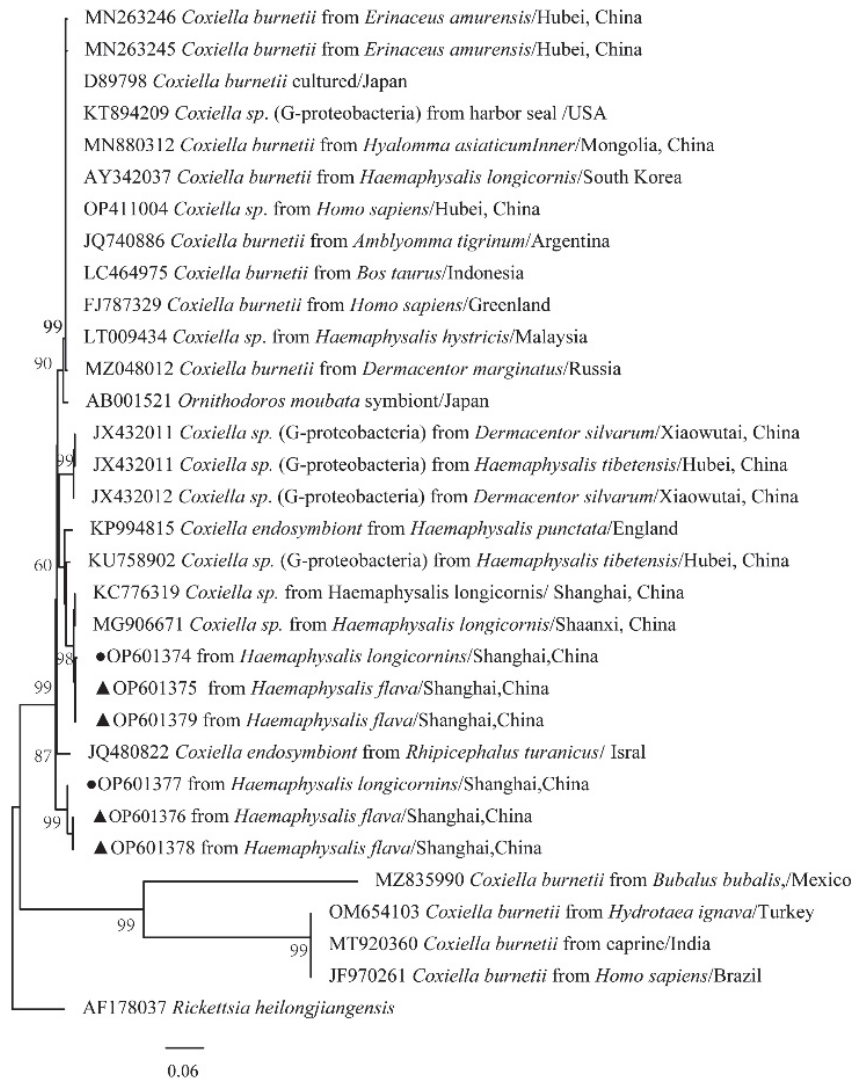 MN263246 Coxiella burnetii from Erinaceus amurensis/Hubei, China
MN263245 Coxiella burnetii from Erinaceus amurensis/Hubei, China
D89798 Coxiella burnetii cultured/Japan
KT894209 Coxiella sp. (G-proteobacteria) from harbor seal /USA
MN880312 Coxiella burnetii from Hyalomma asiaticumInner/Mongolia, China
AY342037 Coxiella burnetii from Haemaphysalis longicornis/South Korea
OP411004 Coxiella sp. from Homo sapiens/Hubei, China
JQ740886 Coxiella burnetii from Amblyomma tigrinum/Argentina
LC464975 Coxiella burnetii from Bos taurus/Indonesia
FJ787329 Coxiella burnetii from Homo sapiens/Greenland
99
LT009434 Coxiella sp. from Haemaphysalis hystricis/Malaysia
90
MZ048012 Coxiella burnetii from Dermacentor marginatus/Russia
AB001521 Ornithodoros moubata symbiont/Japan
JX432011 Coxiella sp. (G-proteobacteria) from Dermacentor silvarum/Xiaowutai, China
99
JX432011 Coxiella sp. (G-proteobacteria) from Haemaphysalis tibetensis/Hubei, China
JX432012 Coxiella sp. (G-proteobacteria) from Dermacentor silvarum/Xiaowutai, China
KP994815 Coxiella endosymbiont from Haemaphysalis punctata/England
60
KU758902 Coxiella sp. (G-proteobacteria) from Haemaphysalis tibetensis/Hubei, China
KC776319 Coxiella sp. from Haemaphysalis longicornis/ Shanghai, China
MG906671 Coxiella sp. from Haemaphysalis longicornis/Shaanxi, China
98
●OP601374 from Haemaphysalis longicornins/Shanghai,China
99
▲OP601375 from Haemaphysalis flava/Shanghai,China
▲OP601379 from Haemaphysalis flava/Shanghai,China
87
JQ480822 Coxiella endosymbiont from Rhipicephalus turanicus/ Isral
●OP601377 from Haemaphysalis longicornins/Shanghai,China
99
▲OP601376 from Haemaphysalis flava/Shanghai,China
▲OP601378 from Haemaphysalis flava/Shanghai,China
MZ835990 Coxiella burnetii from Bubalus bubalis,/Mexico
99
OM654103 Coxiella burnetii from Hydrotaea ignava/Turkey
99
MT920360 Coxiella burnetii from caprine/India
JF970261 Coxiella burnetii from Homo sapiens/Brazil
AF178037 Rickettsia heilongjiangensis
0.06